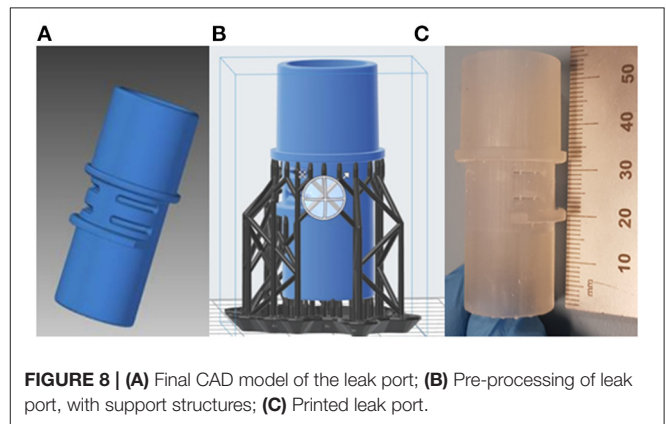 A
B
C
50
40
30
20
10
mm
FIGURE 8 | (A) Final CAD model of the leak port; (B) Pre-processing of leak
port, with support structures; (C) Printed leak port.